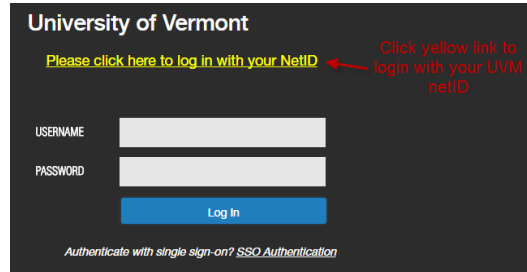 University of Vermont
Please click here to log in with your NetID
Click yellow link to
login with your UVM
netID
USERNAME
PASSWORD
Log In
Authenticate with single sign-on? SSO Authentication